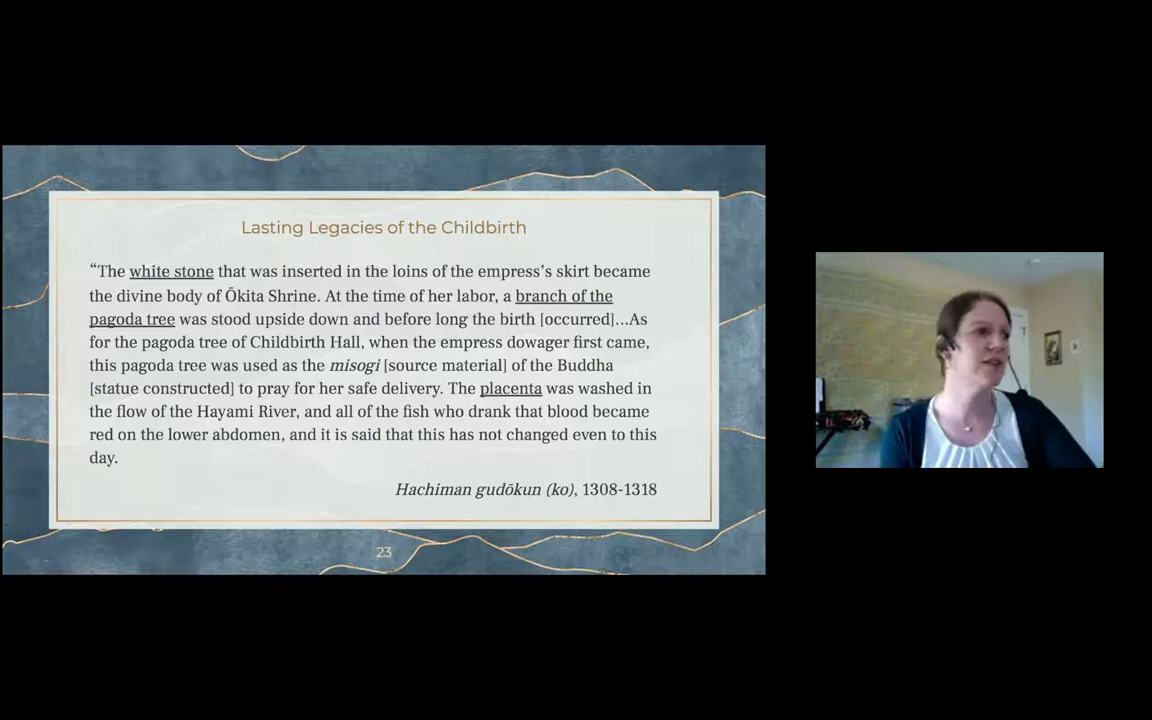 Lasting Legacies of the Childbirth
“The white stone that was inserted in the loins of the empress’s skirt became
the divine body of Ōkita Shrine. At the time of her labor, a branch of the
pagoda tree was stood upside down and before long the birth [occurred]...As
for the pagoda tree of Childbirth Hall, when the empress dowager first came,
this pagoda tree was used as the misogi [source material] of the Buddha
[statue constructed] to pray for her safe delivery. The placenta was washed in
the flow of the Hayami River, and all of the fish who drank that blood became
red on the lower abdomen, and it is said that this has not changed even to this
day.
Hachiman gudōkun (ko), 1308-1318
23